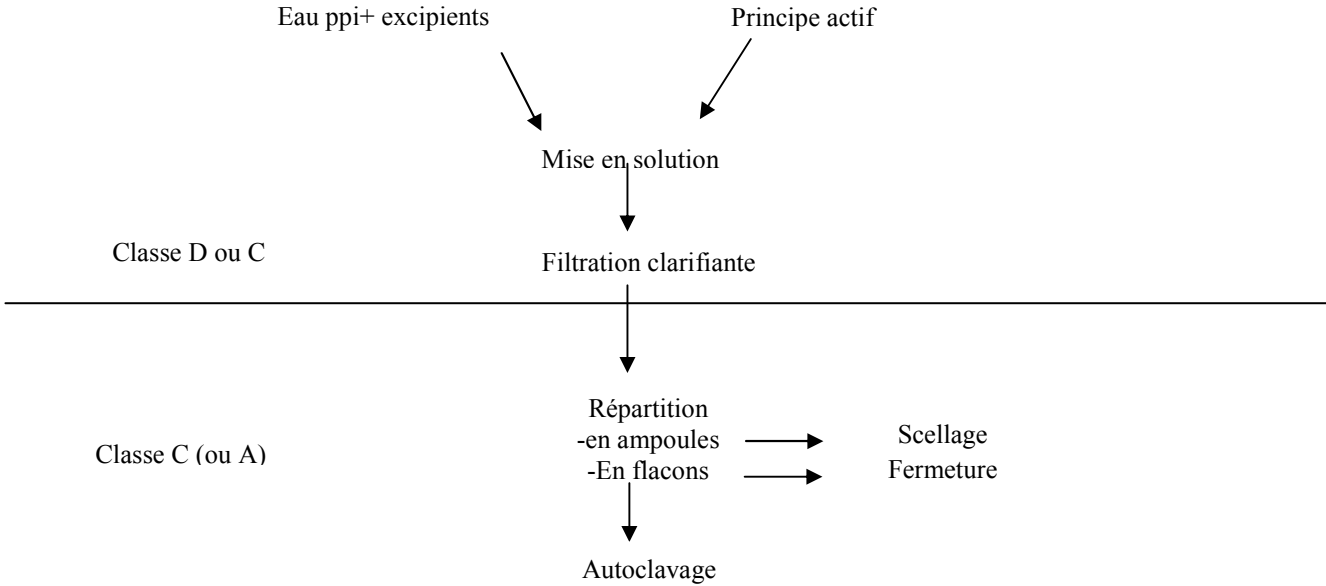 Eau ppi+ excipients
Principe actif
Mise en solution
Classe D ou C
Filtration clarifiante
Répartition
-en ampoules
Scellage
Classe C (ou A)
-En flacons
Fermeture
Autoclavage